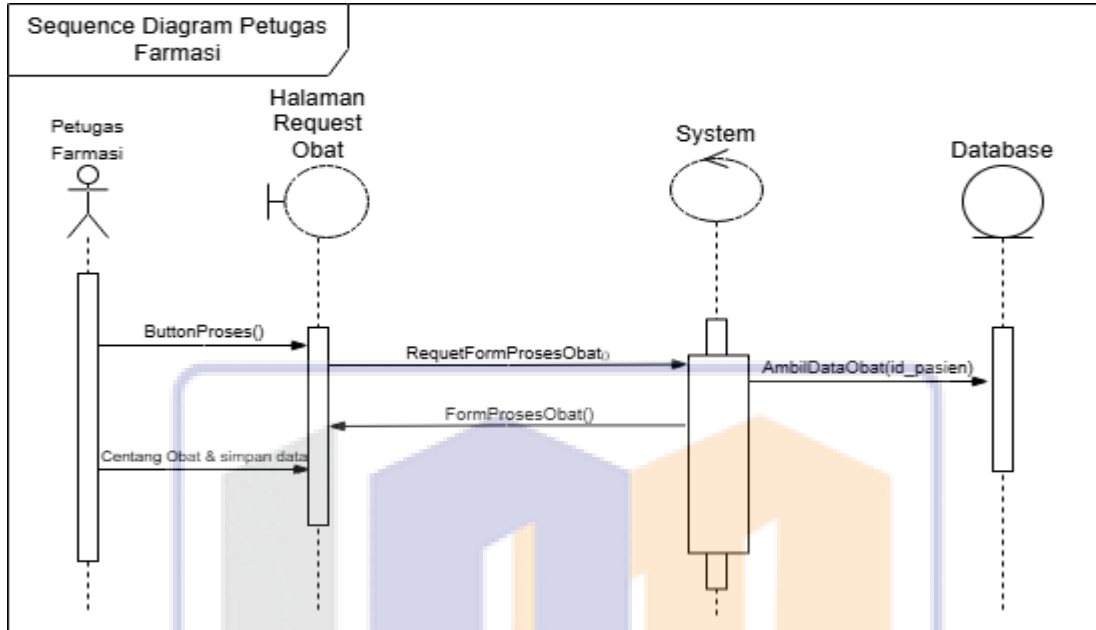 Sequence Diagram Petugas
Farmasi
Petugas
Farmasi
Halaman
Request
Obat
System
Database
ButtonProses()
RequetFormProsesObat()
AmbilDataObat(id_pasien)
FormProsesObat()
Centang Obat & simpan data